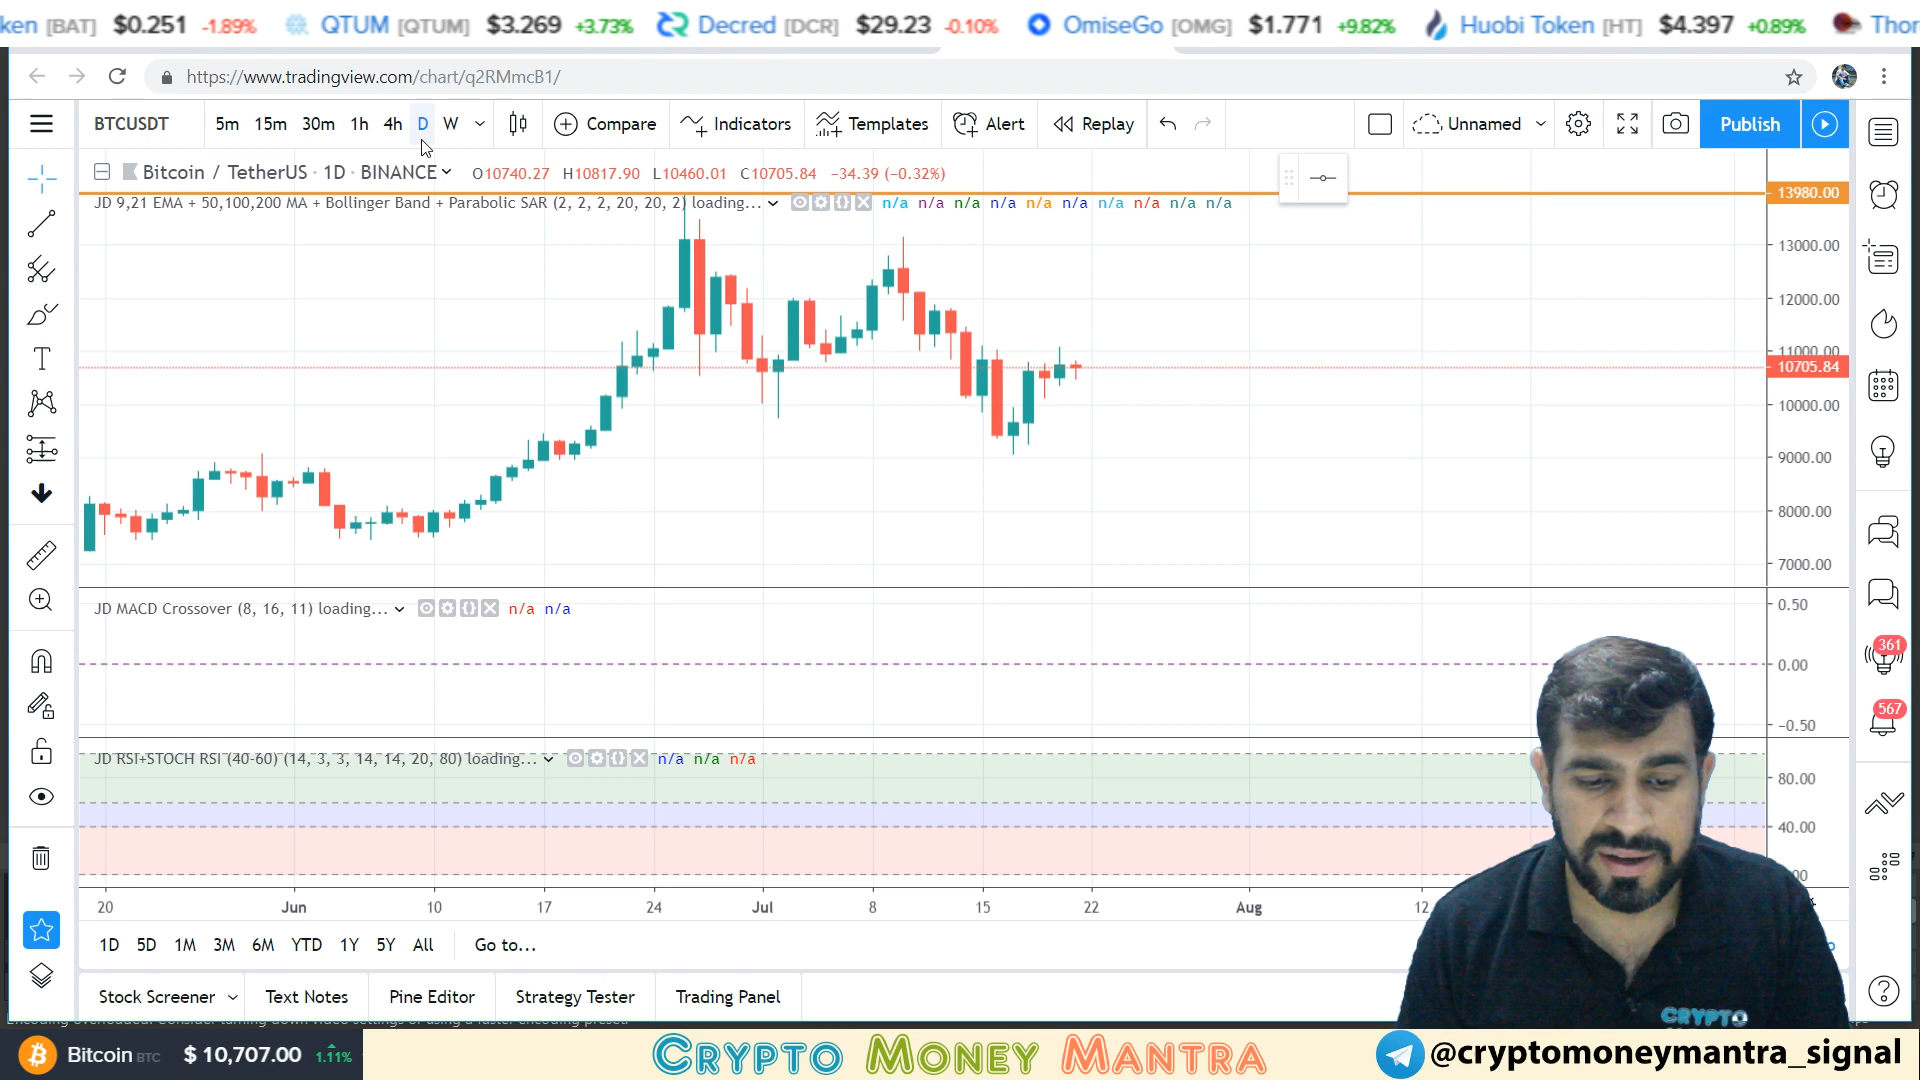 ken [BAT] $0.251 -1.89% QTUM [QTUM] $3.269 +3.73% Decred [DCR] $29.23 -0.10% OmiseGo [OMG] $1.771 +9.82% Huobi Token [HT] $4.397 +0.89% Thor
https://www.tradingview.com/chart/q2RMmcB1/
BTCUSDT 5m 15m 30m 1h 4h D W Compare Indicators Templates Alert Replay Unnamed Publish
Bitcoin / TetherUS · 1D · BINANCE O10740.27 H10817.90 L10460.01 C10705.84 −34.39 (−0.32%)
13980.00
JD 9,21 EMA + 50,100,200 MA + Bollinger Band + Parabolic SAR (2, 2, 2, 20, 20, 2) loading... n/a n/a n/a n/a n/a n/a n/a n/a n/a n/a
13000.00
12000.00
11000.00
10705.84
10000.00
9000.00
8000.00
7000.00
JD MACD Crossover (8, 16, 11) loading... n/a n/a
0.50
0.00
−0.50
361
567
JD RSI+STOCH RSI (40-60) (14, 3, 3, 14, 14, 20, 80) loading... n/a n/a n/a
80.00
40.00
20 Jun 10 17 24 Jul 8 15 22 Aug 12
1D 5D 1M 3M 6M YTD 1Y 5Y All Go to...
Stock Screener Text Notes Pine Editor Strategy Tester Trading Panel
CRYPTO
Bitcoin BTC $ 10,707.00 1.11% CRYPTO MONEY MANTRA @cryptomoneymantra_signal